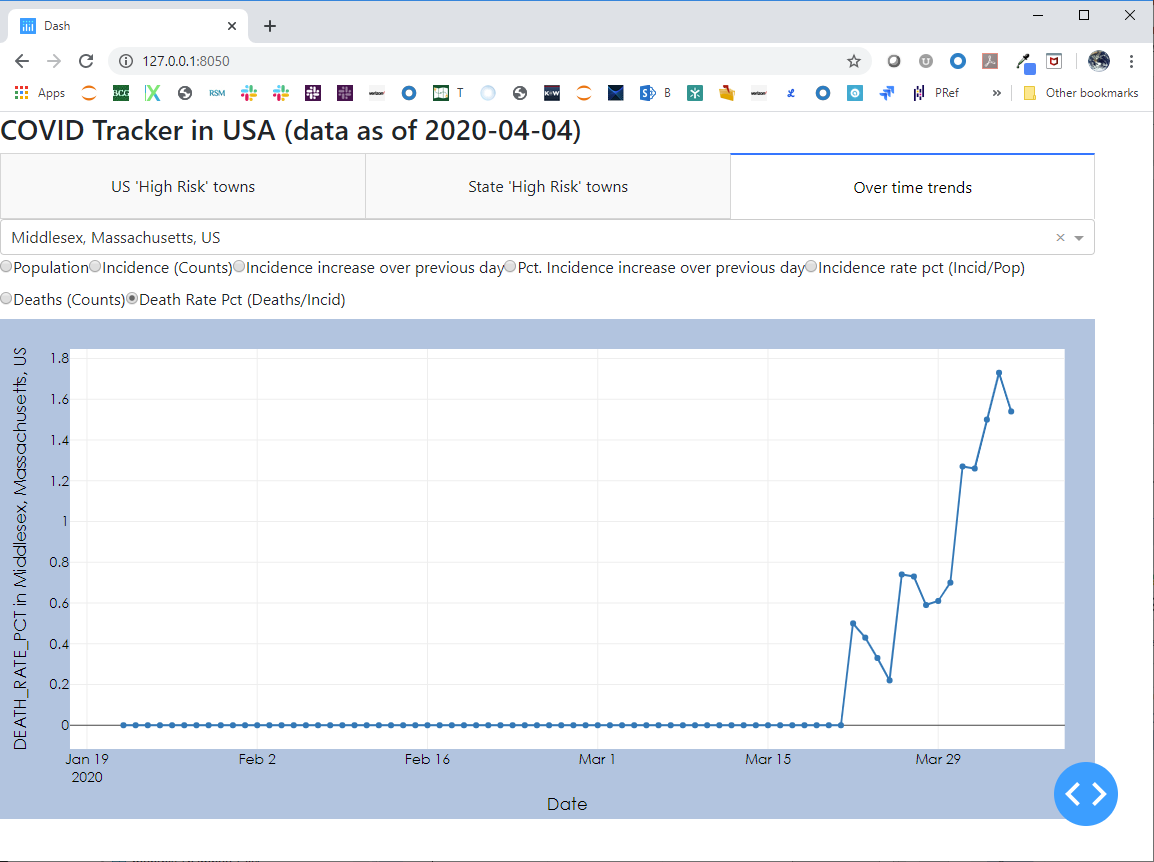 Dash
127.0.0.1:8050
Apps BCG RSM T K+W verizon B verizon PRef » Other bookmarks
COVID Tracker in USA (data as of 2020-04-04)
US 'High Risk' towns State 'High Risk' towns Over time trends
Middlesex, Massachusetts, US
Population Incidence (Counts) Incidence increase over previous day Pct. Incidence increase over previous day Incidence rate pct (Incid/Pop)
Deaths (Counts) Death Rate Pct (Deaths/Incid)
DEATH_RATE_PCT in Middlesex, Massachusetts, US
1.8
1.6
1.4
1.2
1
0.8
0.6
0.4
0.2
0
Jan 19 Feb 2 Feb 16 Mar 1 Mar 15 Mar 29
2020
Date